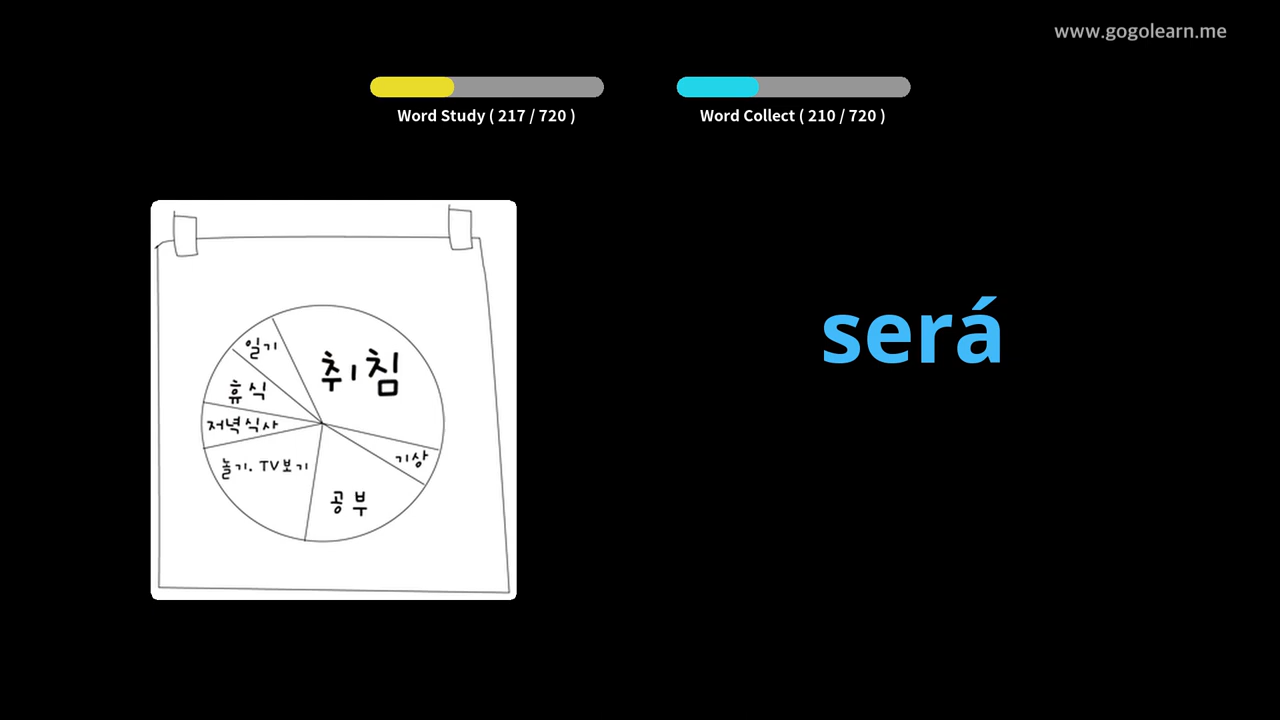 www.gogolearn.me
Word Study ( 217 / 720 )
Word Collect ( 210 / 720 )
será
일기
취침
휴식
저녁식사
놀기. TV보기
기상
공부